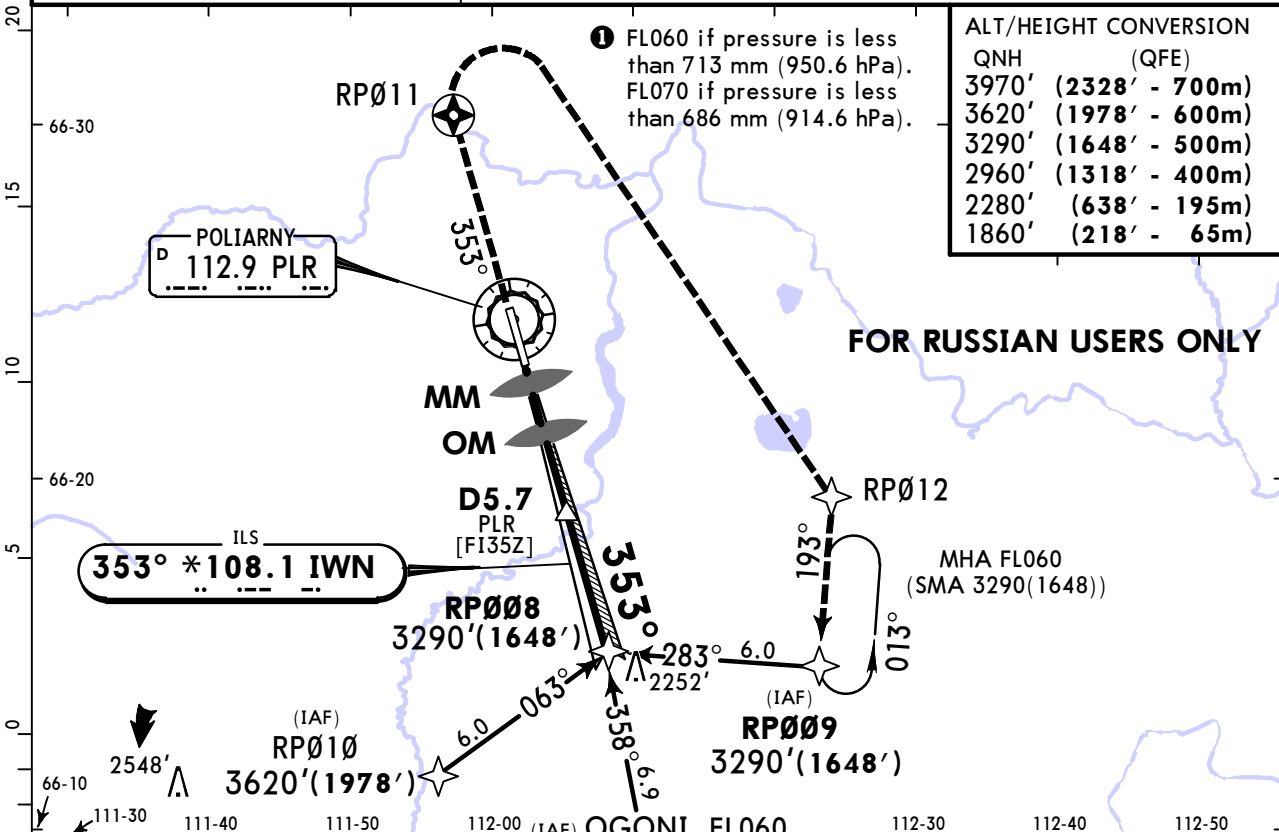 20
❶ FL060 if pressure is less
than 713 mm (950.6 hPa).
FL070 if pressure is less
than 686 mm (914.6 hPa).
ALT/HEIGHT CONVERSION
QNH (QFE)
3970' (2328' - 700m)
3620' (1978' - 600m)
3290' (1648' - 500m)
2960' (1318' - 400m)
2280' (638' - 195m)
1860' (218' - 65m)
RPØ11
66-30
15
353°
POLIARNY
D 112.9 PLR
FOR RUSSIAN USERS ONLY
10
MM
OM
66-20
RPØ12
D5.7
PLR
[FI35Z]
5
ILS
353° *108.1 IWN
353°
193°
013°
MHA FL060
(SMA 3290(1648))
RPØØ8
3290'(1648')
283° 6.0
2252'
063°
6.0
358°
6.9
(IAF)
RPØØ9
3290'(1648')
0
(IAF)
RPØ1Ø
3620'(1978')
2548'
66-10
111-30
111-40
111-50
112-00
(IAF) OGONI FL060
112-30
112-40
112-50